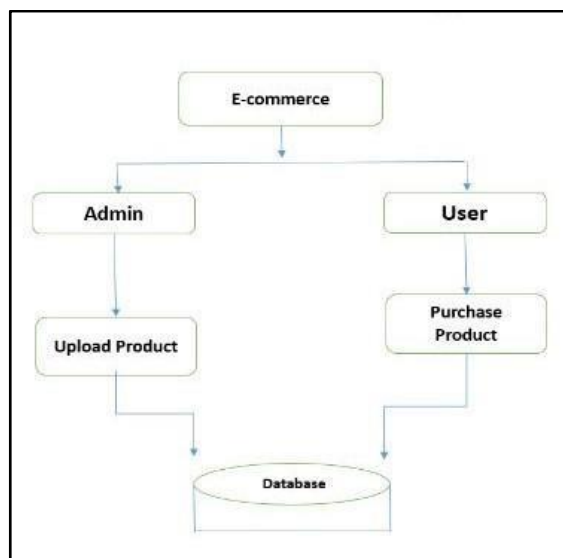 E-commerce
Admin
User
Upload Product
Purchase
Product
Database